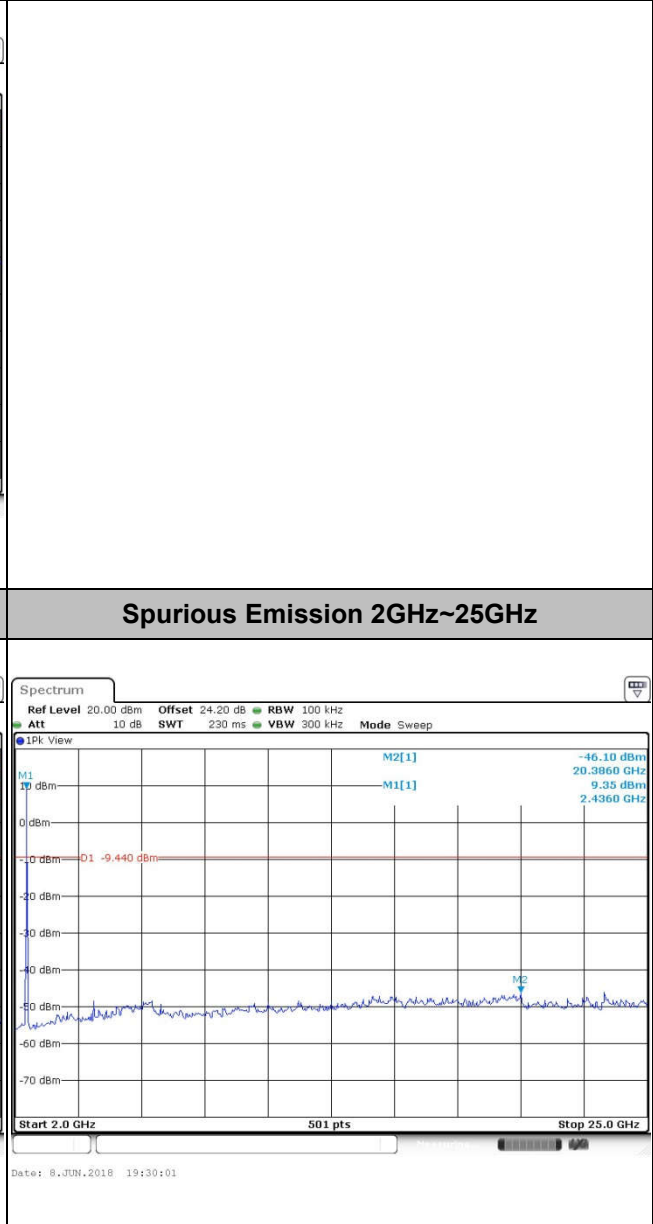 Spurious Emission 2GHz~25GHz
Spectrum
Ref Level 20.00 dBm Offset 24.20 dB RBW 100 kHz
Att 10 dB SWT 230 ms VBW 300 kHz Mode Sweep
1Pk View
M2[1] -46.10 dBm
20.3860 GHz
M1
10 dBm M1[1] 9.35 dBm
2.4360 GHz
0 dBm
-10 dBm D1 -9.440 dBm
-20 dBm
-30 dBm
-40 dBm
M2
-50 dBm
-60 dBm
-70 dBm
Start 2.0 GHz 501 pts Stop 25.0 GHz
Date: 8.JUN.2018 19:30:01